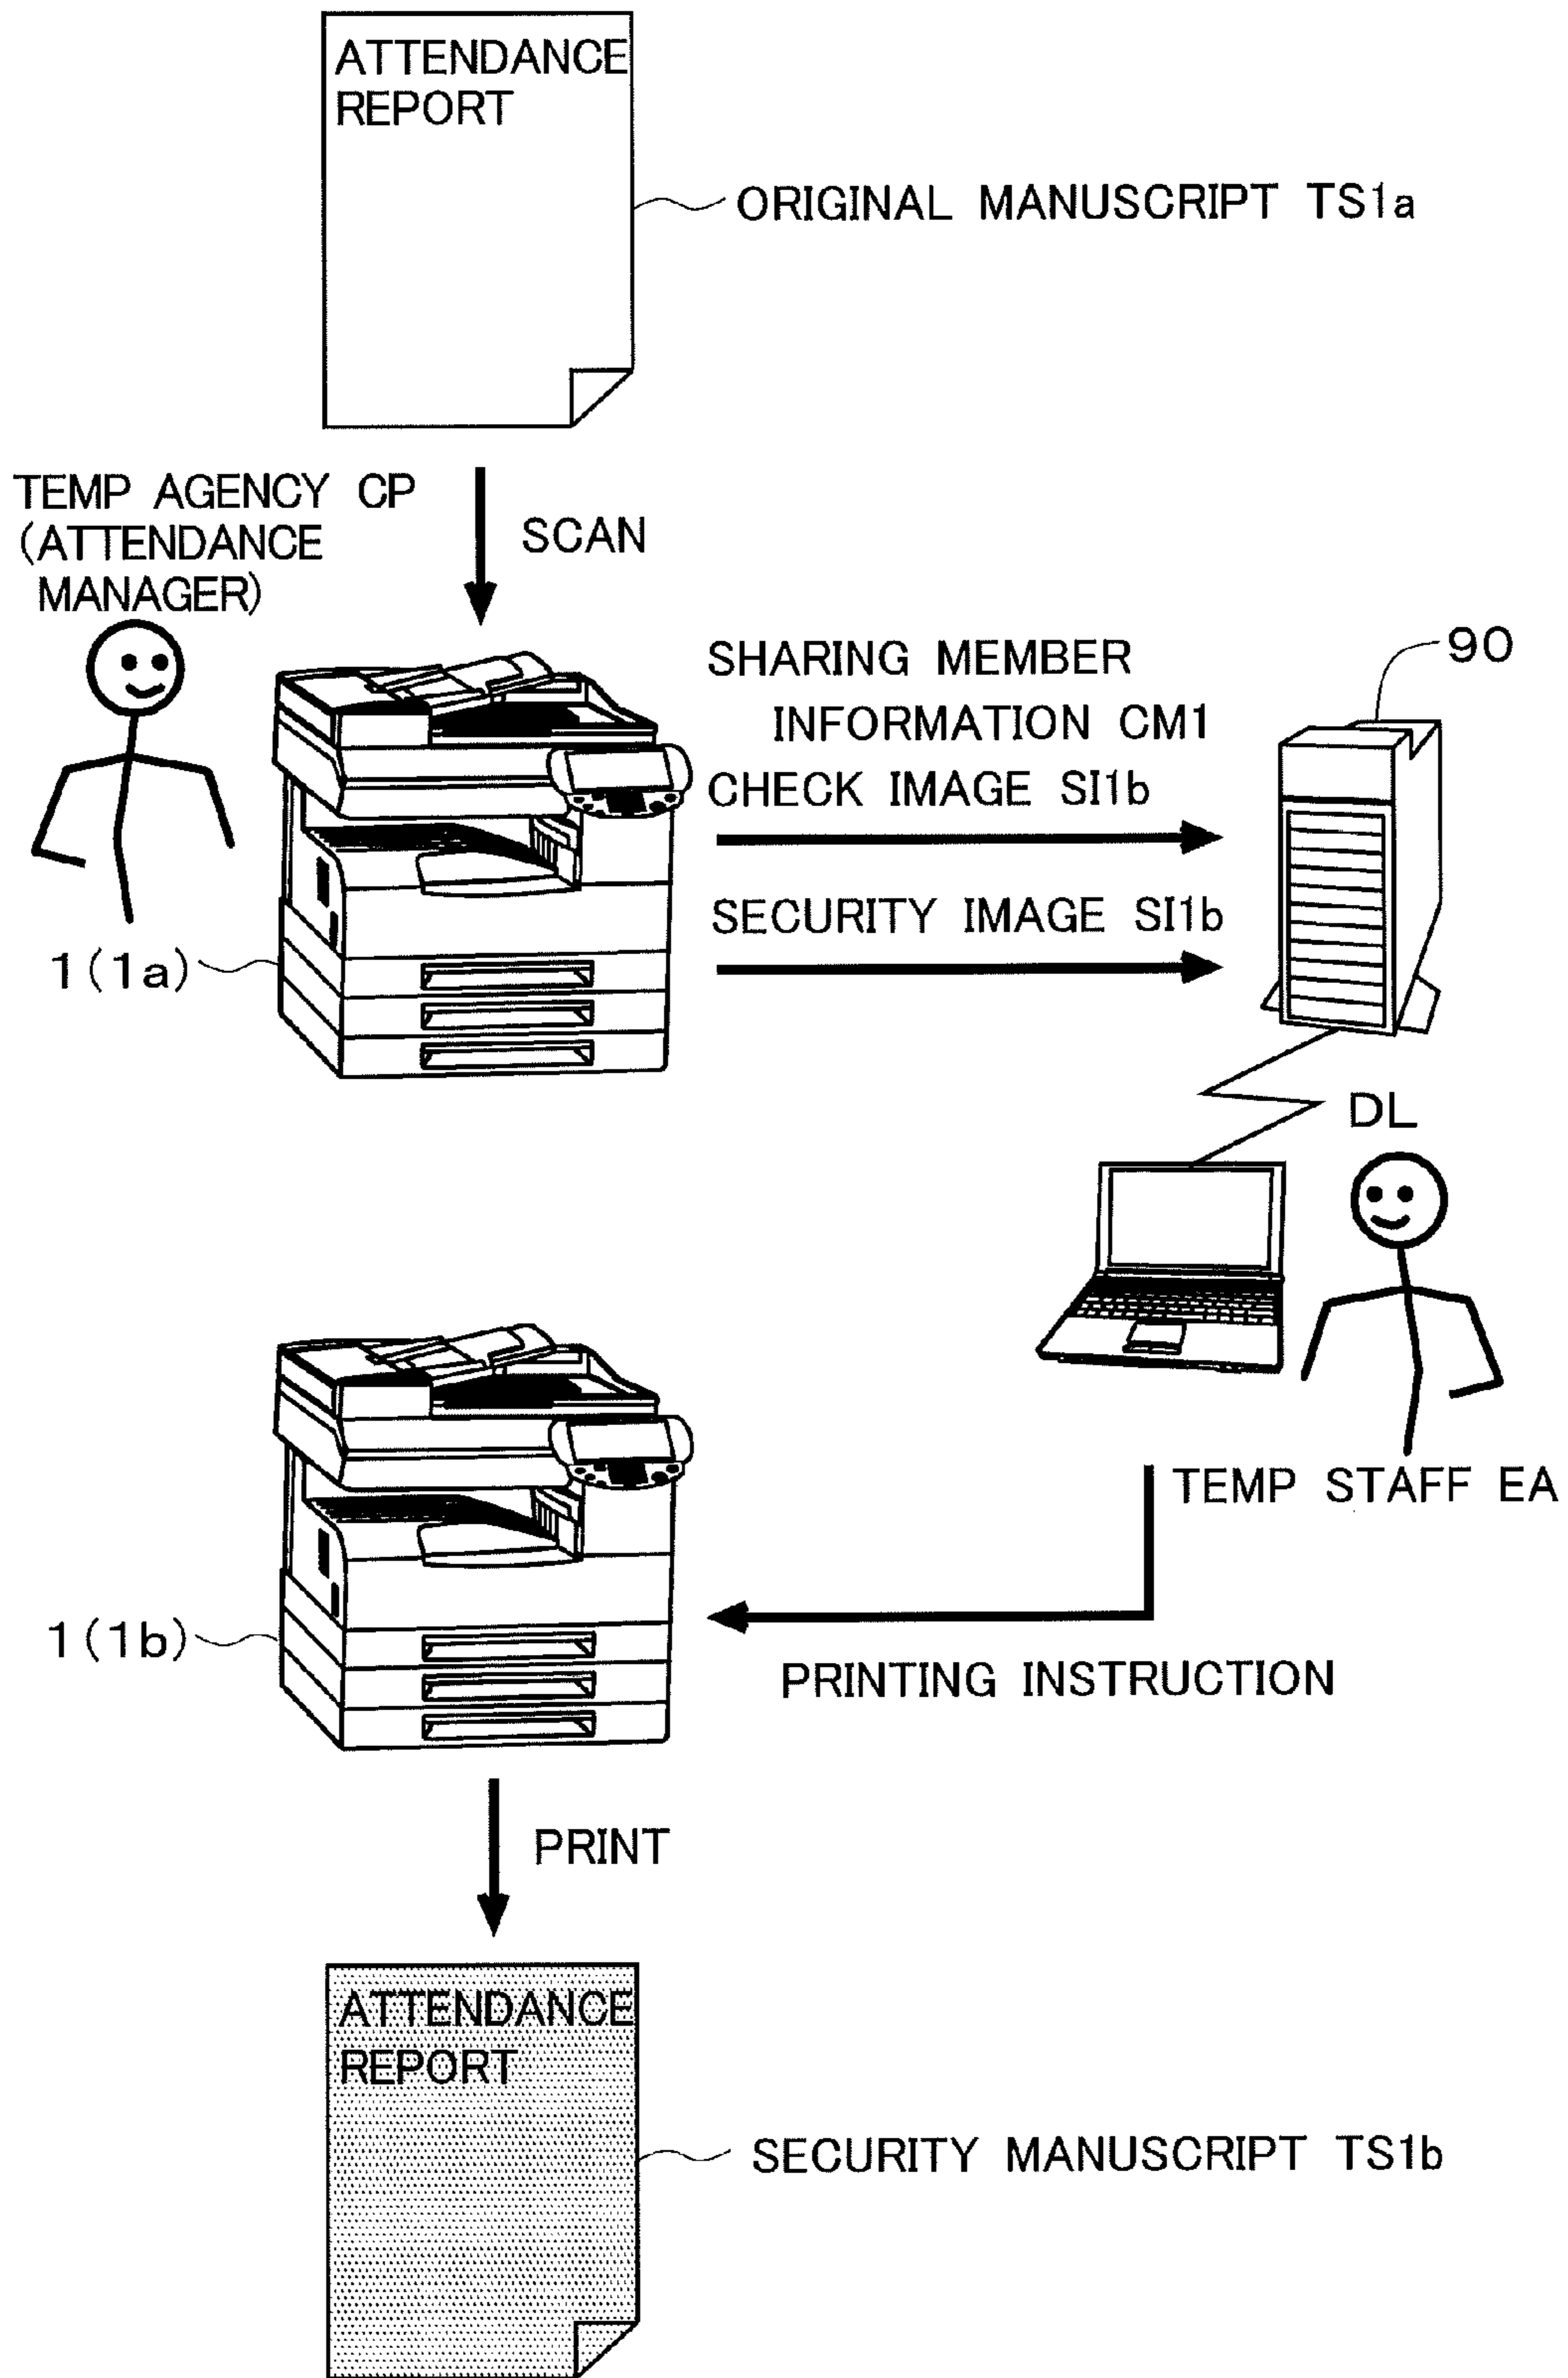 ATTENDANCE
REPORT
ORIGINAL MANUSCRIPT TS1a
TEMP AGENCY CP
(ATTENDANCE
MANAGER)
SCAN
SHARING MEMBER
INFORMATION CM1
CHECK IMAGE SI1b
SECURITY IMAGE SI1b
90
1(1a)
DL
TEMP STAFF EA
1(1b)
PRINTING INSTRUCTION
PRINT
ATTENDANCE
REPORT
SECURITY MANUSCRIPT TS1b